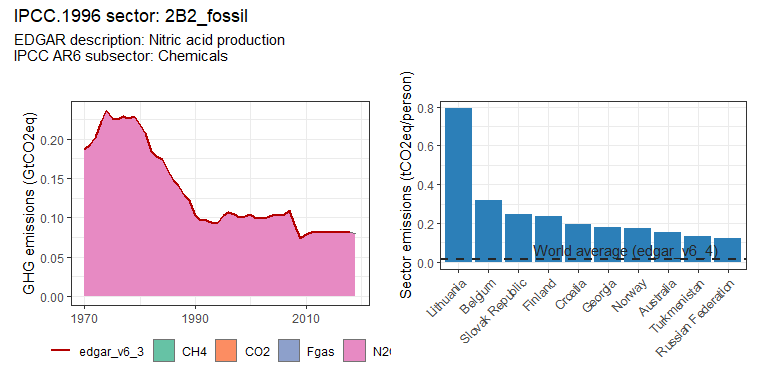 IPCC.1996 sector: 2B2_fossil
EDGAR description: Nitric acid production
IPCC AR6 subsector: Chemicals
GHG emissions (GtCO2eq)
0.20
0.15
0.10
0.05
0.00
1970
1990
2010
edgar_v6_3
CH4
CO2
Fgas
N2
Sector emissions (tCO2eq/person)
0.8
0.6
0.4
0.2
0.0
World average (edgar_v6_4)
Lithuania
Belgium
Slovak Republic
Finland
Croatia
Georgia
Norway
Australia
Turkmenistan
Russian Federation